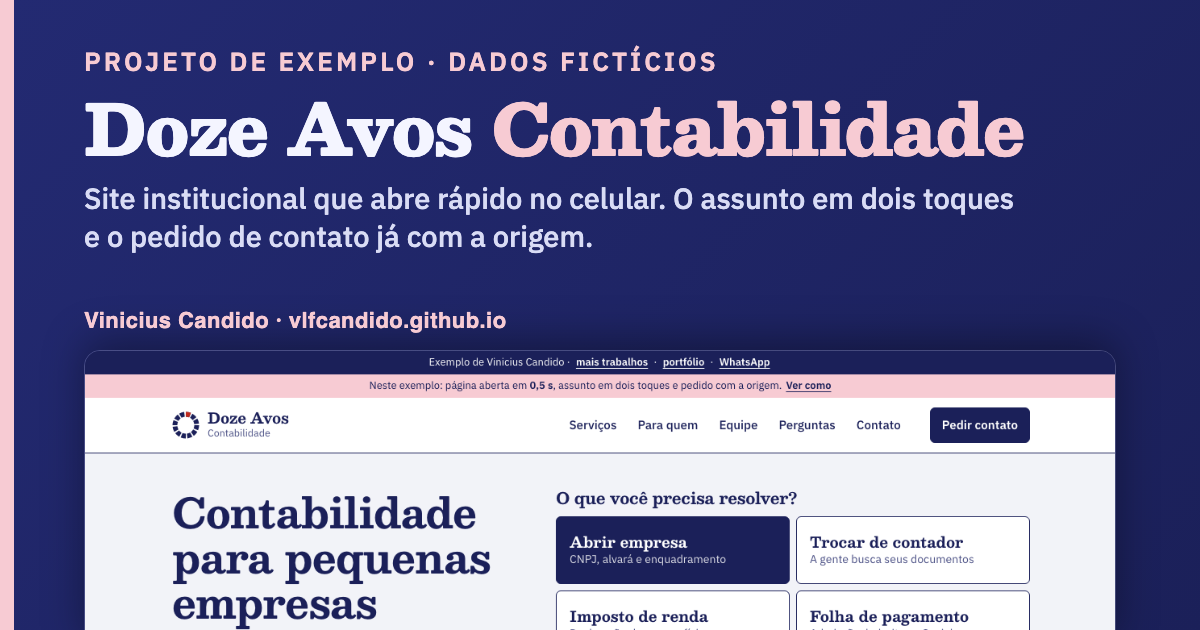 PROJETO DE EXEMPLO · DADOS FICTÍCIOS
Doze Avos Contabilidade
Site institucional que abre rápido no celular. O assunto em dois toques
e o pedido de contato já com a origem.
Vinicius Candido · vlfcandido.github.io
Exemplo de Vinicius Candido · mais trabalhos · portfólio · WhatsApp
Neste exemplo: página aberta em 0,5 s, assunto em dois toques e pedido com a origem. Ver como
Doze Avos
Contabilidade
Serviços Para quem Equipe Perguntas Contato Pedir contato
Contabilidade
para pequenas
empresas
O que você precisa resolver?
Abrir empresa
CNPJ, alvará e enquadramento
Trocar de contador
A gente busca seus documentos
Imposto de renda
Folha de pagamento